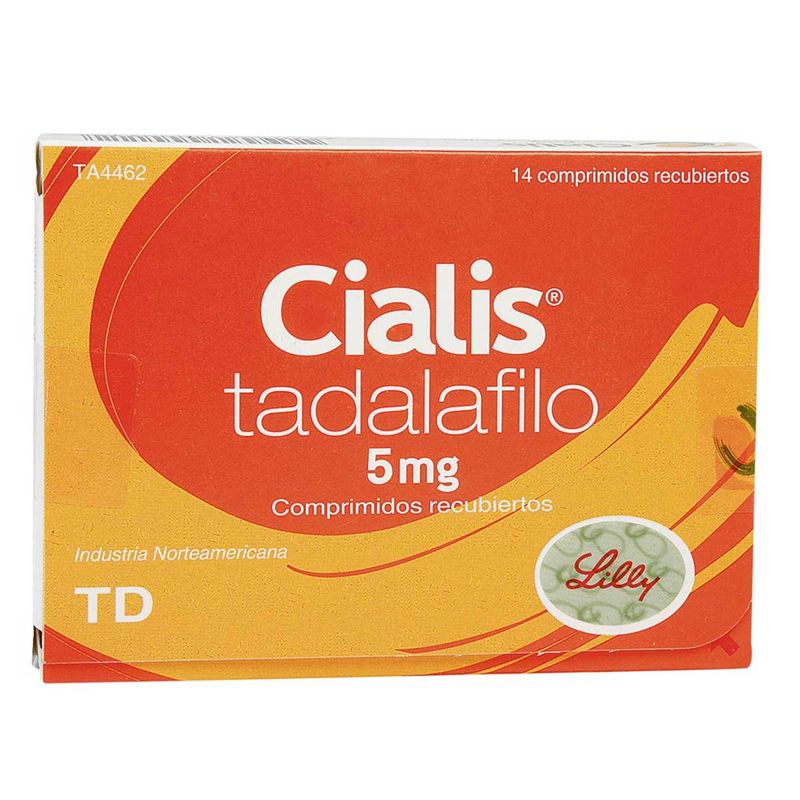 TA4462
14 comprimidos recubiertos
Cialis®
tadalafilo
5mg
Comprimidos recubiertos
Industria Norteamericana
TD
Lilly